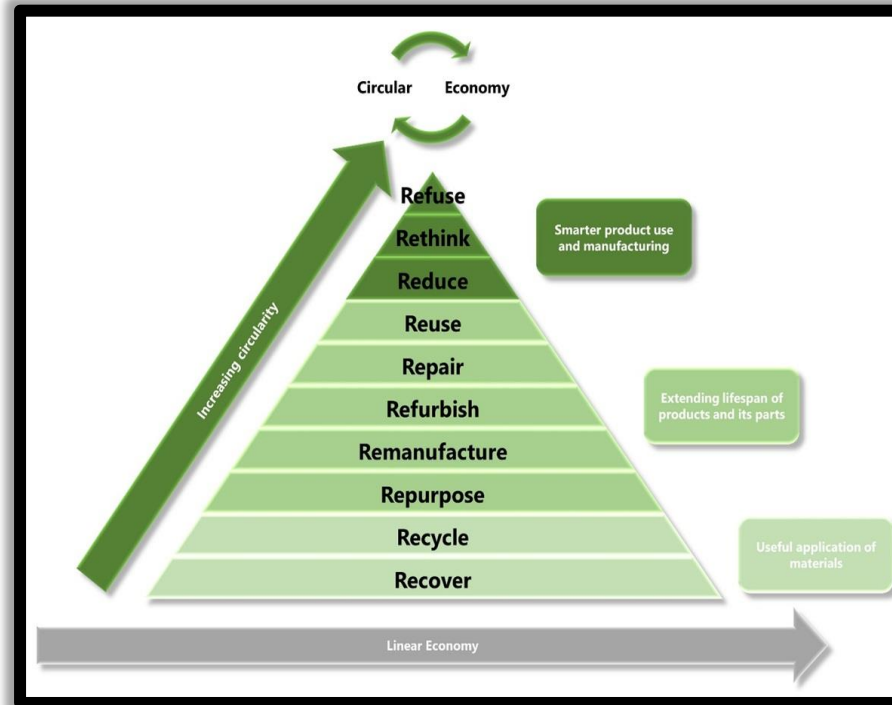 Circular Economy
Increasing circularity
Refuse
Rethink
Reduce
Reuse
Repair
Refurbish
Remanufacture
Repurpose
Recycle
Recover
Smarter product use
and manufacturing
Extending lifespan of
products and its parts
Useful application of
materials
Linear Economy